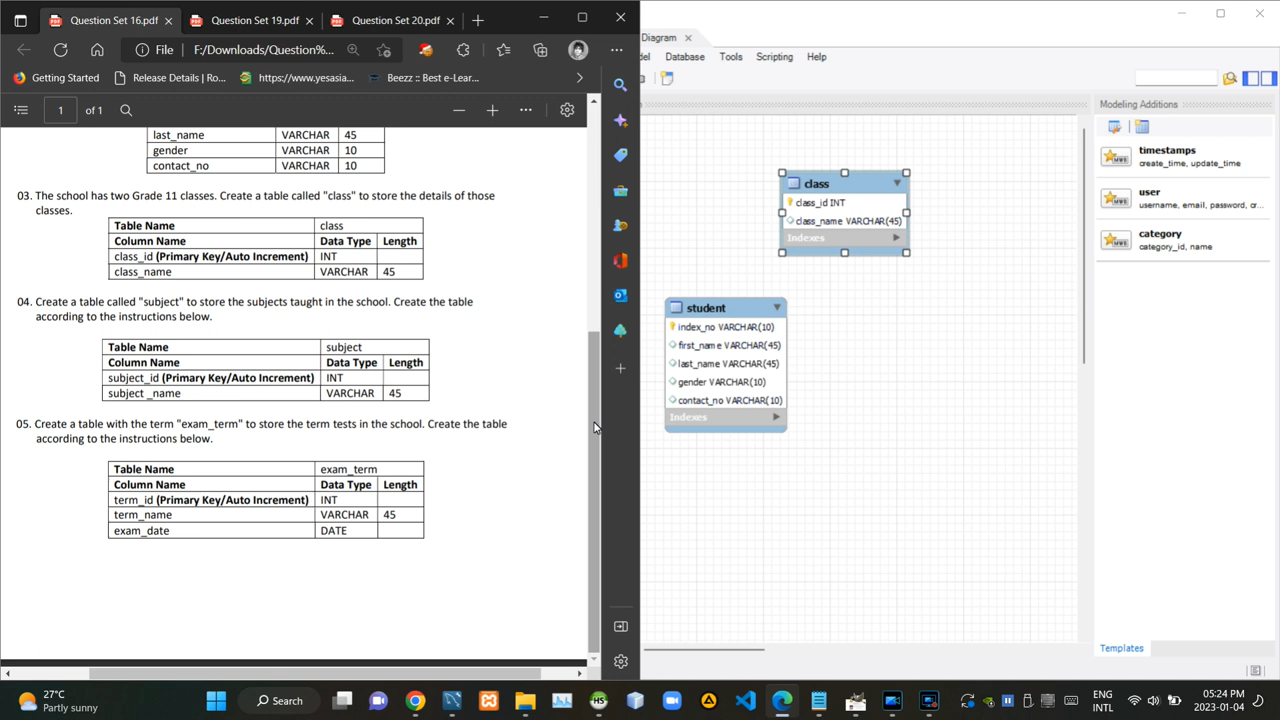 Question Set 16.pdf
Question Set 19.pdf
Question Set 20.pdf
File
F:/Downloads/Question%...
Getting Started
Release Details | Ro...
https://www.yesasia...
Beezz :: Best e-Lear...
1
of 1
last_name VARCHAR 45
gender VARCHAR 10
contact_no VARCHAR 10
03. The school has two Grade 11 classes. Create a table called "class" to store the details of those
classes.
Table Name class
Column Name Data Type Length
class_id (Primary Key/Auto Increment) INT
class_name VARCHAR 45
04. Create a table called "subject" to store the subjects taught in the school. Create the table
according to the instructions below.
Table Name subject
Column Name Data Type Length
subject_id (Primary Key/Auto Increment) INT
subject _name VARCHAR 45
05. Create a table with the term "exam_term" to store the term tests in the school. Create the table
according to the instructions below.
Table Name exam_term
Column Name Data Type Length
term_id (Primary Key/Auto Increment) INT
term_name VARCHAR 45
exam_date DATE
Diagram
el Database Tools Scripting Help
class
class_id INT
class_name VARCHAR(45)
Indexes
student
index_no VARCHAR(10)
first_name VARCHAR(45)
last_name VARCHAR(45)
gender VARCHAR(10)
contact_no VARCHAR(10)
Indexes
Modeling Additions
timestamps
create_time, update_time
user
username, email, password, cr...
category
category_id, name
Templates
27°C
Partly sunny
Search
ENG
INTL
05:24 PM
2023-01-04